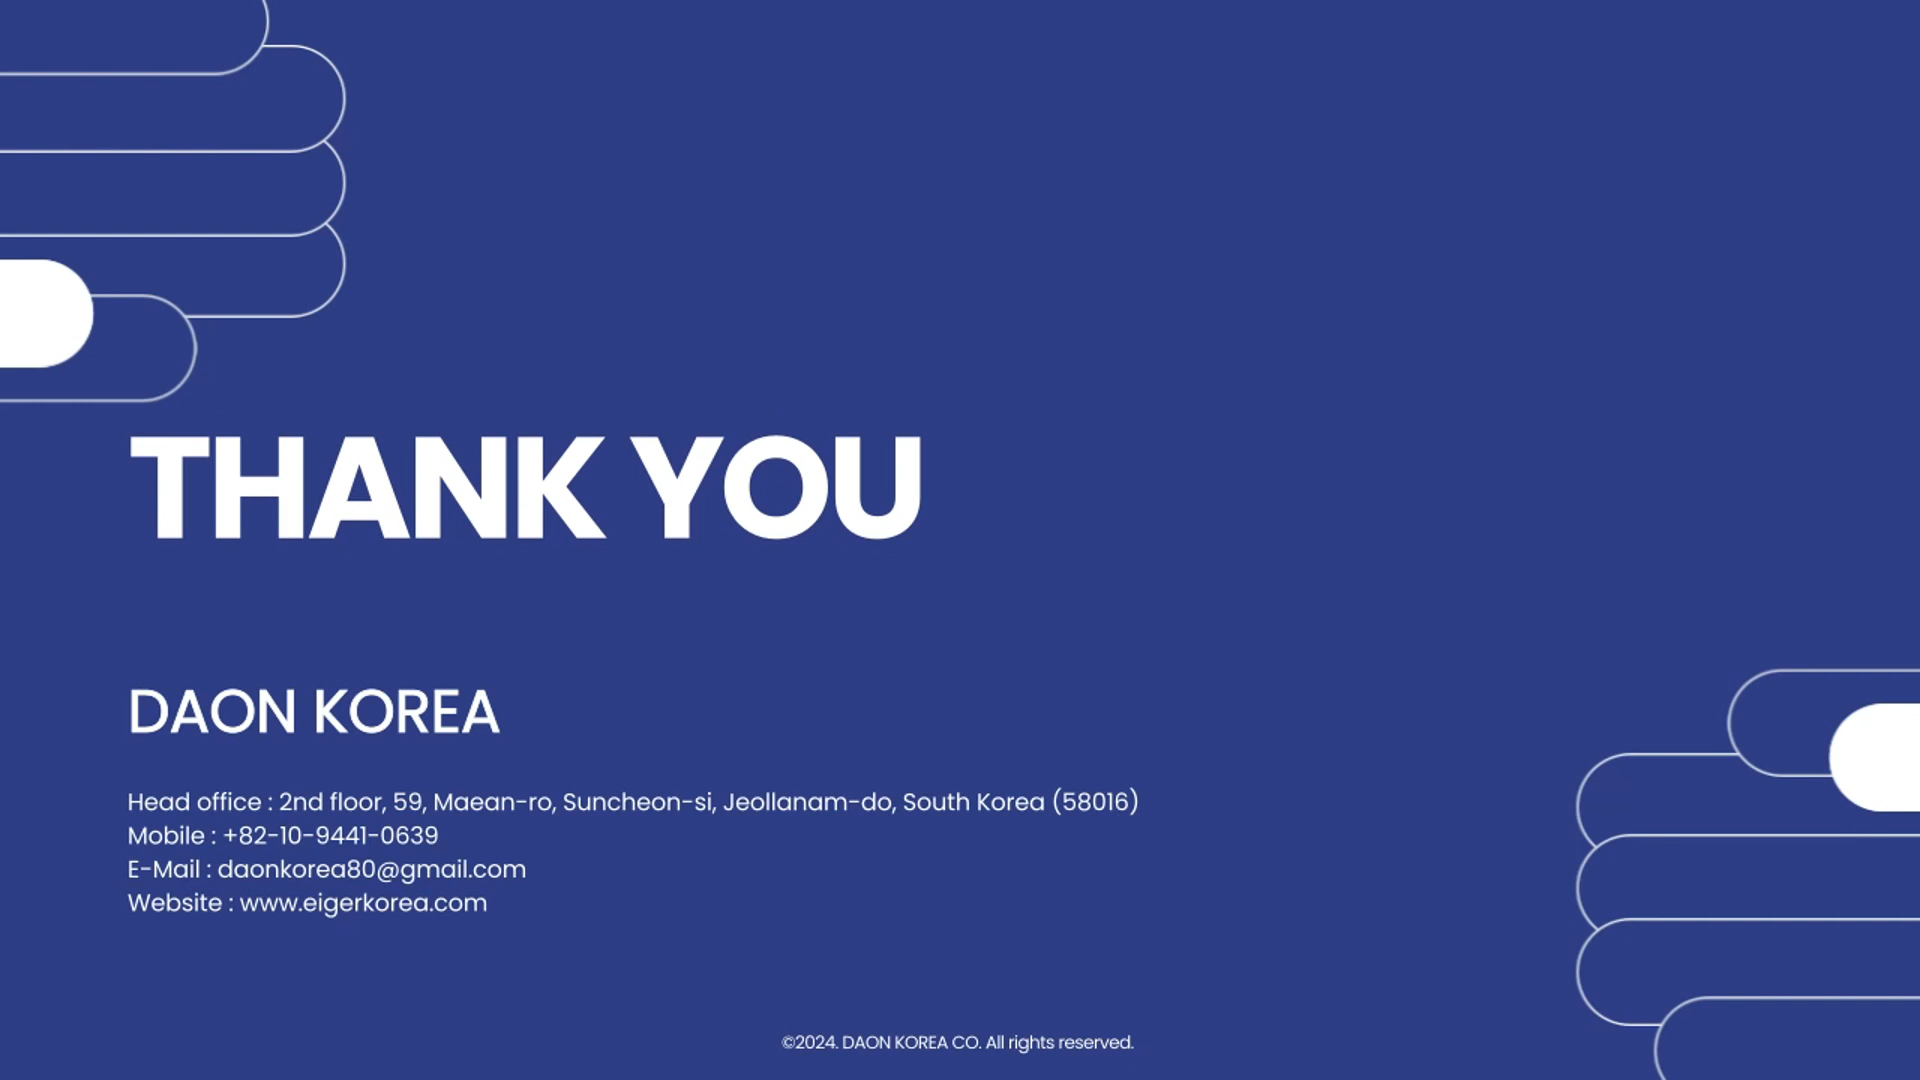 THANK YOU
DAON KOREA
Head office : 2nd floor, 59, Maean-ro, Suncheon-si, Jeollanam-do, South Korea (58016)
Mobile : +82-10-9441-0639
E-Mail : daonkorea80@gmail.com
Website : www.eigerkorea.com
©2024. DAON KOREA CO. All rights reserved.